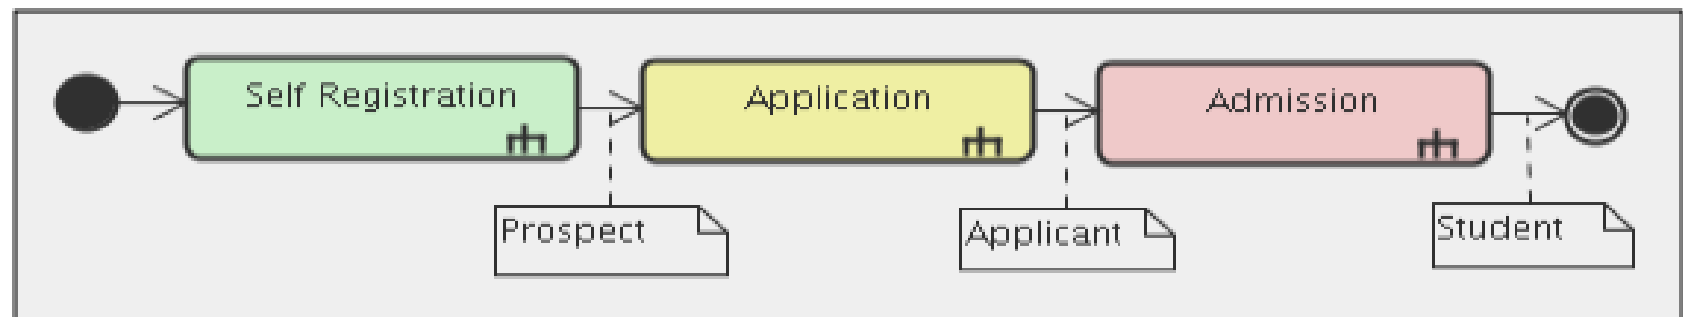 Self Registration
Application
Admission
Prospect
Applicant
Student